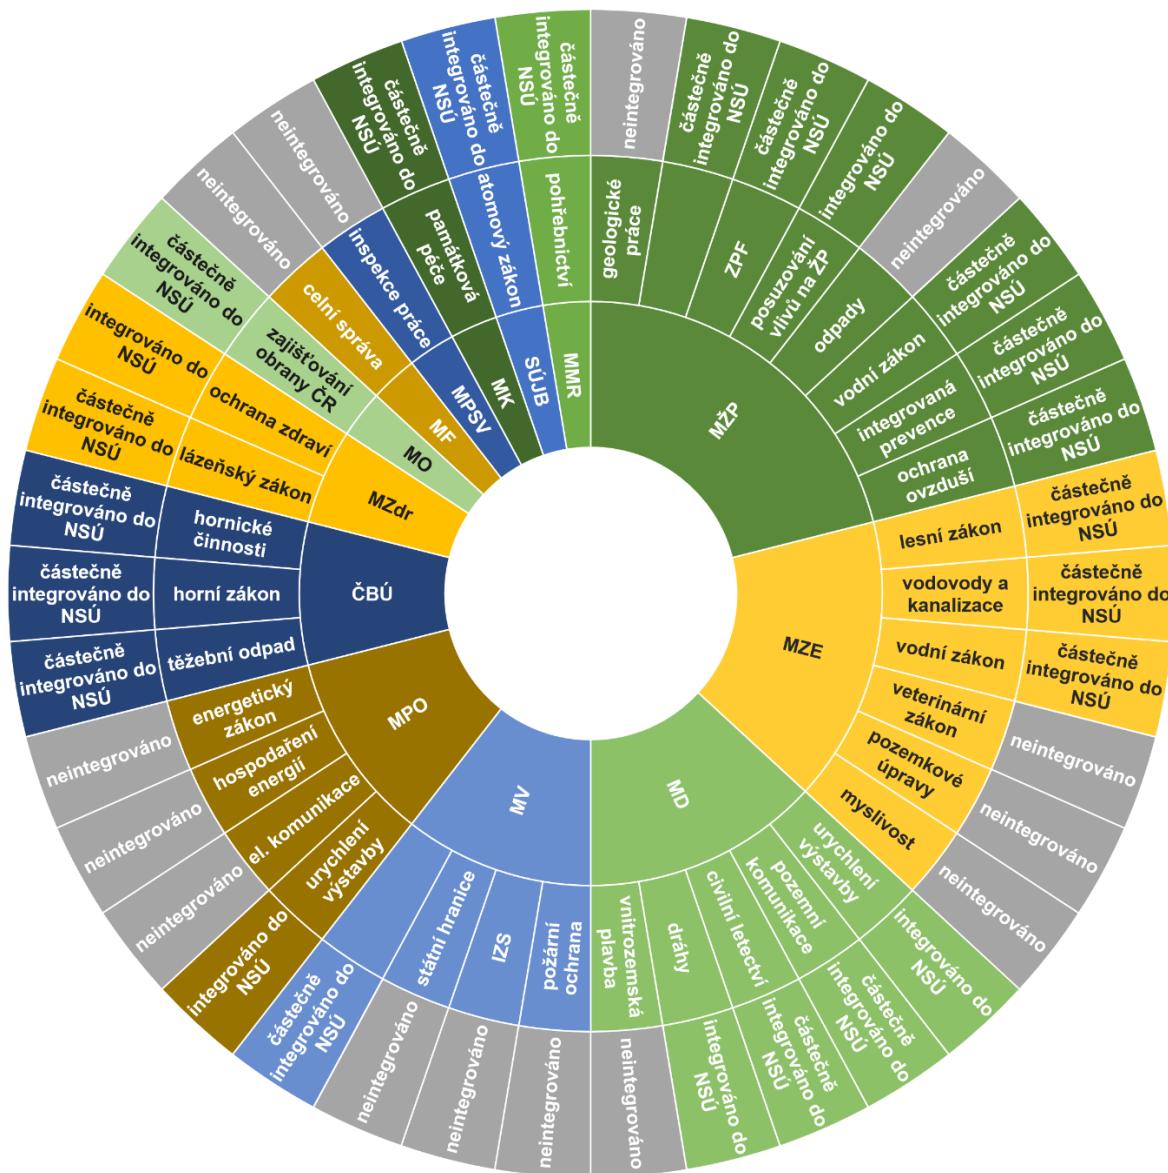 MŽP
geologické
práce
neintegrováno
částečně
integrováno do
NSÚ
ZPF
částečně
integrováno do
NSÚ
posuzování
vlivů na ŽP
integrováno do
NSÚ
odpady
neintegrováno
vodní zákon
částečně
integrováno do
NSÚ
integrovaná
prevence
částečně
integrováno do
NSÚ
ochrana
ovzduší
částečně
integrováno do
NSÚ
MZE
lesní zákon
částečně
integrováno do
NSÚ
vodovody a
kanalizace
částečně
integrováno do
NSÚ
vodní zákon
částečně
integrováno do
NSÚ
veterinární
zákon
neintegrováno
pozemkové
úpravy
neintegrováno
myslivost
neintegrováno
MD
urychlení
výstavby
integrováno do
NSÚ
pozemní
komunikace
částečně
integrováno do
NSÚ
civilní letectví
částečně
integrováno do
NSÚ
dráhy
integrováno do
NSÚ
vnitrozemská
plavba
neintegrováno
MV
požární
ochrana
neintegrováno
IZS
neintegrováno
státní hranice
neintegrováno
částečně
integrováno do
NSÚ
MPO
urychlení
výstavby
integrováno do
NSÚ
el. komunikace
neintegrováno
hospodaření
energií
neintegrováno
energetický
zákon
neintegrováno
ČBÚ
těžební odpad
částečně
integrováno do
NSÚ
horní zákon
částečně
integrováno do
NSÚ
hornické
činnosti
částečně
integrováno do
NSÚ
MZdr
lázeňský zákon
částečně
integrováno do
NSÚ
ochrana zdraví
integrováno do
NSÚ
MO
zajišťování
obrany ČR
částečně
integrováno do
NSÚ
MF
celní správa
neintegrováno
MPSV
inspekce práce
neintegrováno
MK
památková
péče
částečně
integrováno do
NSÚ
SÚJB
atomový zákon
částečně
integrováno do
NSÚ
MMR
pohřebnictví
částečně
integrováno do
NSÚ